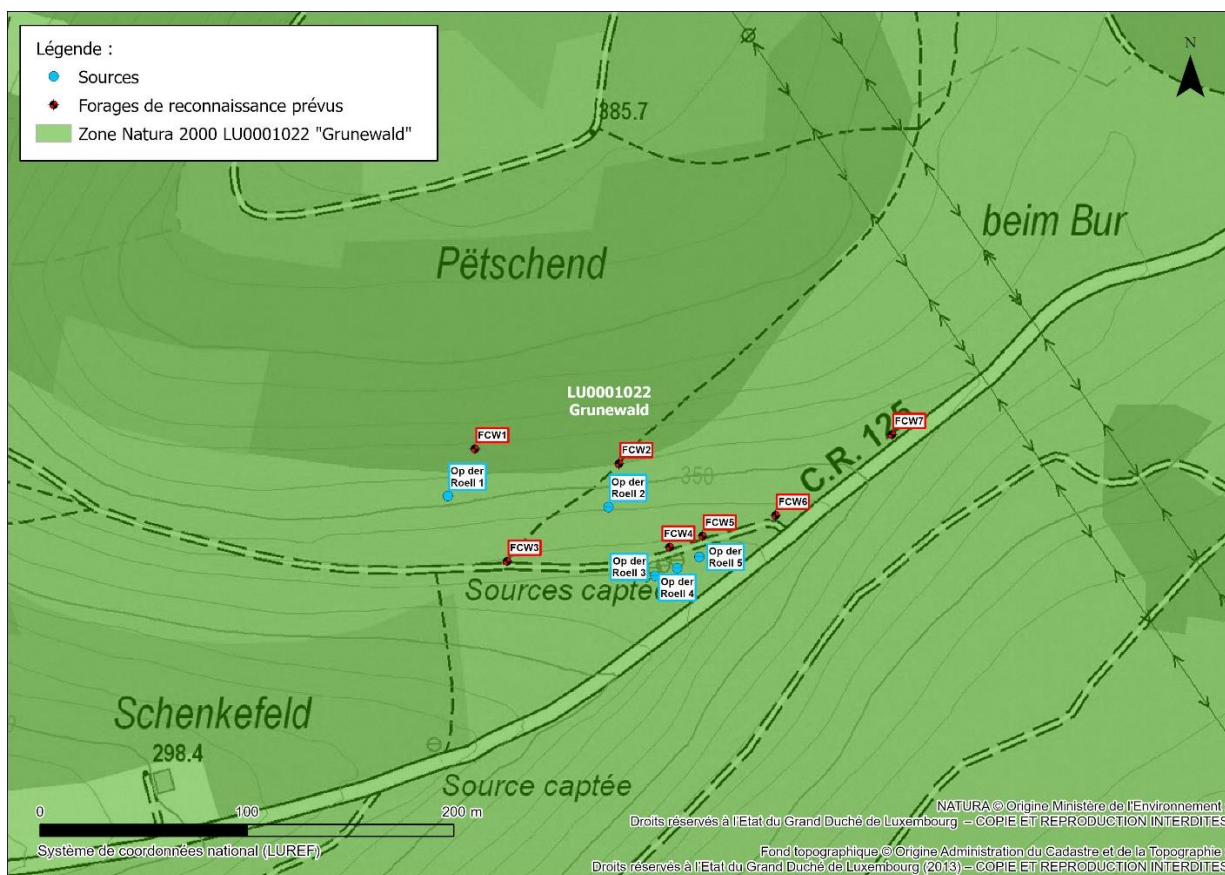 Légende :
Sources
Forages de reconnaissance prévus
Zone Natura 2000 LU0001022 "Grunewald"
N
385.7
Pëtschend
beim Bur
LU0001022
Grunewald
C.R. 125
FCW7
FCW1
FCW2
Op der
Roell 1
350
Op der
Roell 2
FCW6
FCW5
FCW4
FCW3
Op der
Roell 3
Op der
Roell 5
Op der
Roell 4
Sources captée
Schenkefeld
298.4
Source captée
0
100
200 m
Système de coordonnées national (LUREF)
NATURA © Origine Ministère de l'Environnement
Droits réservés à l'Etat du Grand Duché de Luxembourg – COPIE ET REPRODUCTION INTERDITES
Fond topographique © Origine Administration du Cadastre et de la Topographie
Droits réservés à l'Etat du Grand Duché de Luxembourg (2013) – COPIE ET REPRODUCTION INTERDITES